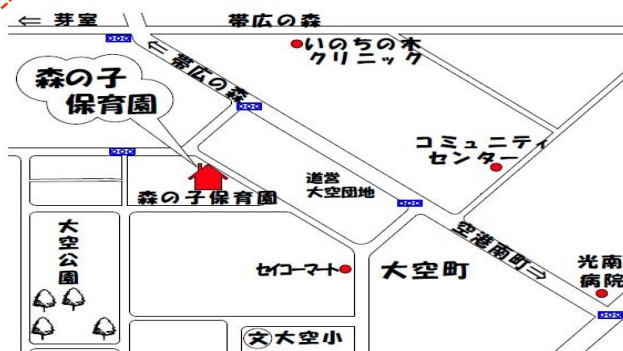 ⇐ 芽室
帯広の森
いのちの木
クリニック
⇐ 帯広の森
森の子
保育園
コミュニティ
センター
道営
大空団地
森の子保育園
大空公園
空港南町⇒
光南
病院
セイコーマート
大空町
文大空小